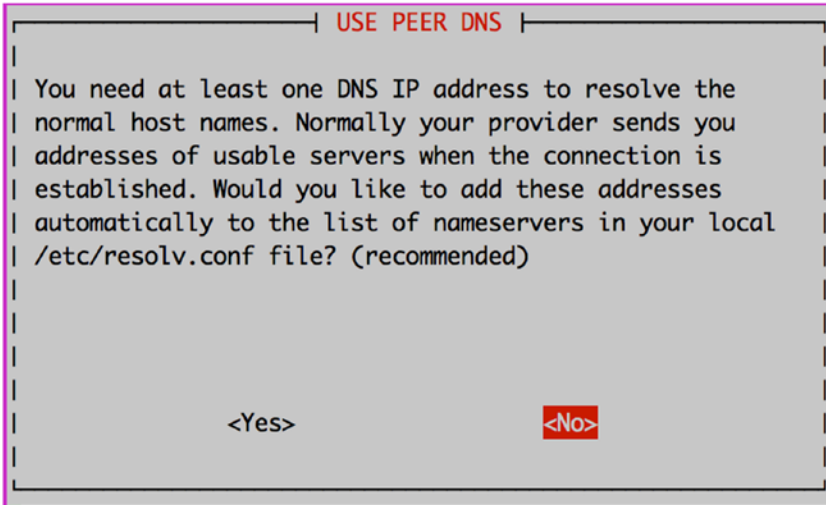 USE PEER DNS
You need at least one DNS IP address to resolve the
normal host names. Normally your provider sends you
addresses of usable servers when the connection is
established. Would you like to add these addresses
automatically to the list of nameservers in your local
/etc/resolv.conf file? (recommended)
<Yes> <No>